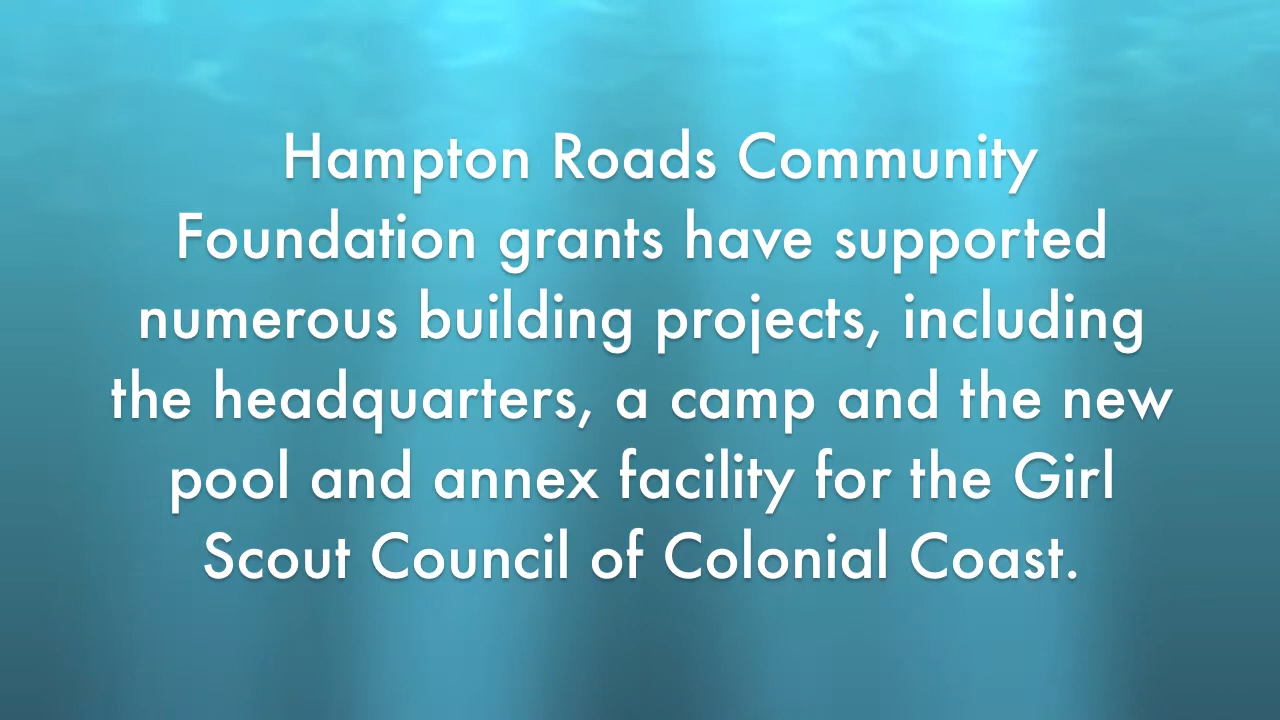 Hampton Roads Community
Foundation grants have supported
numerous building projects, including
the headquarters, a camp and the new
pool and annex facility for the Girl
Scout Council of Colonial Coast.